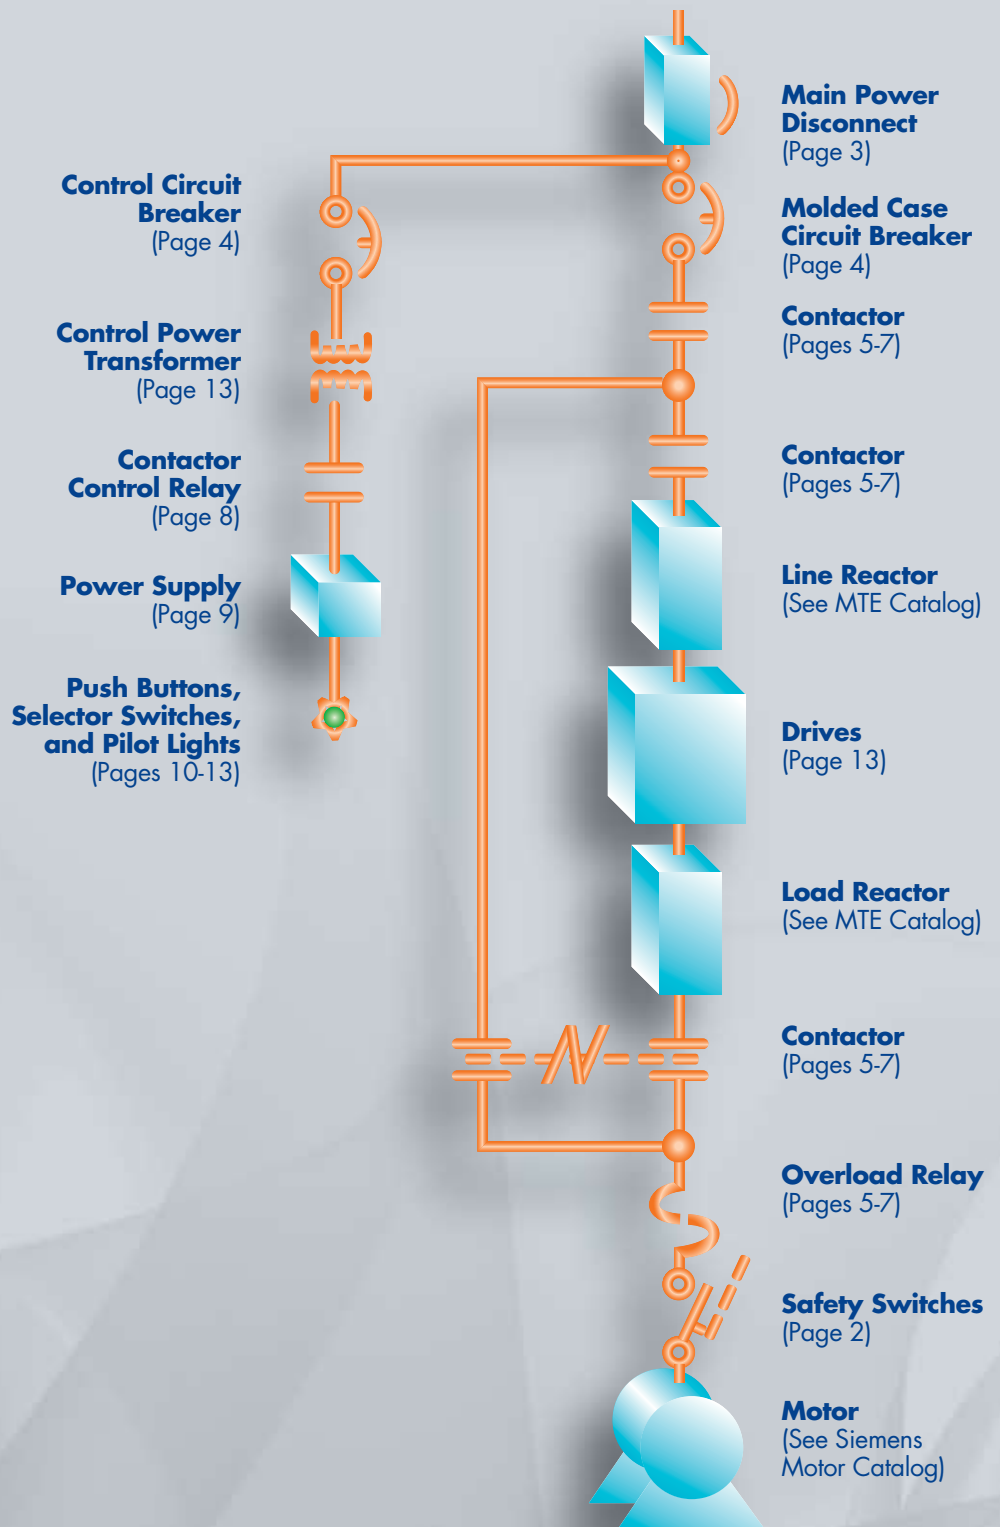 Control Circuit
Breaker
(Page 4)
Control Power
Transformer
(Page 13)
Contactor
Control Relay
(Page 8)
Power Supply
(Page 9)
Push Buttons,
Selector Switches,
and Pilot Lights
(Pages 10-13)
Main Power
Disconnect
(Page 3)
Molded Case
Circuit Breaker
(Page 4)
Contactor
(Pages 5-7)
Contactor
(Pages 5-7)
Line Reactor
(See MTE Catalog)
Drives
(Page 13)
Load Reactor
(See MTE Catalog)
Contactor
(Pages 5-7)
Overload Relay
(Pages 5-7)
Safety Switches
(Page 2)
Motor
(See Siemens
Motor Catalog)